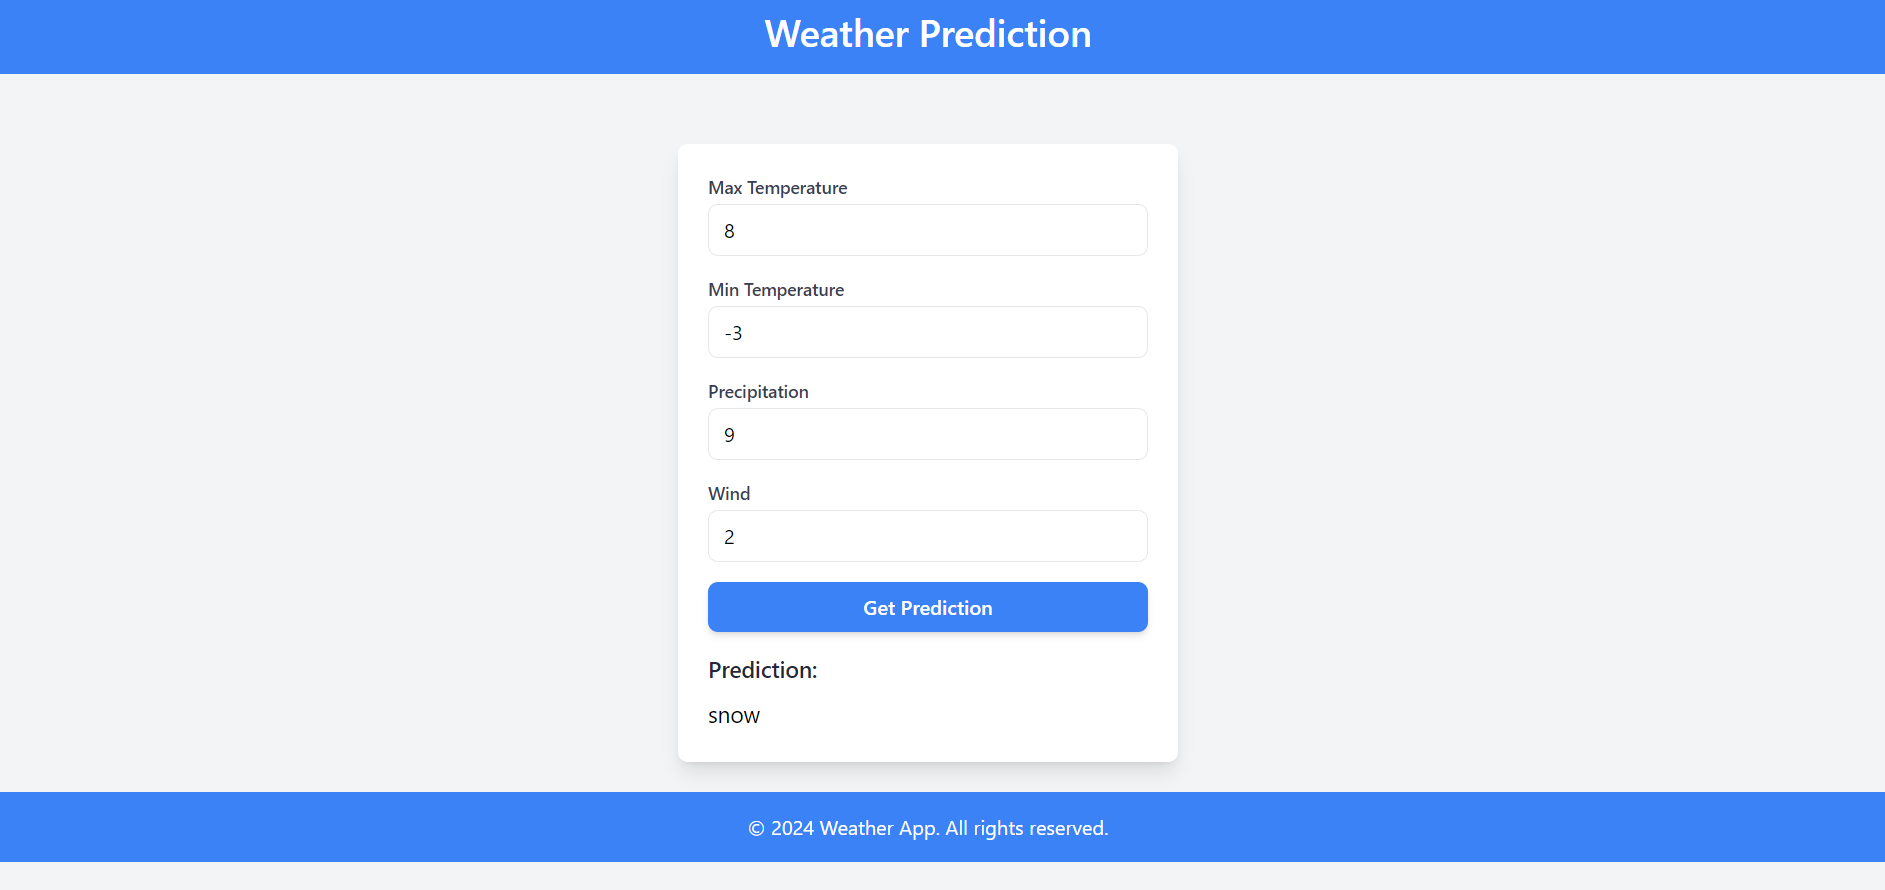 Weather Prediction
Max Temperature
8
Min Temperature
-3
Precipitation
9
Wind
2
Get Prediction
Prediction:
snow
© 2024 Weather App. All rights reserved.